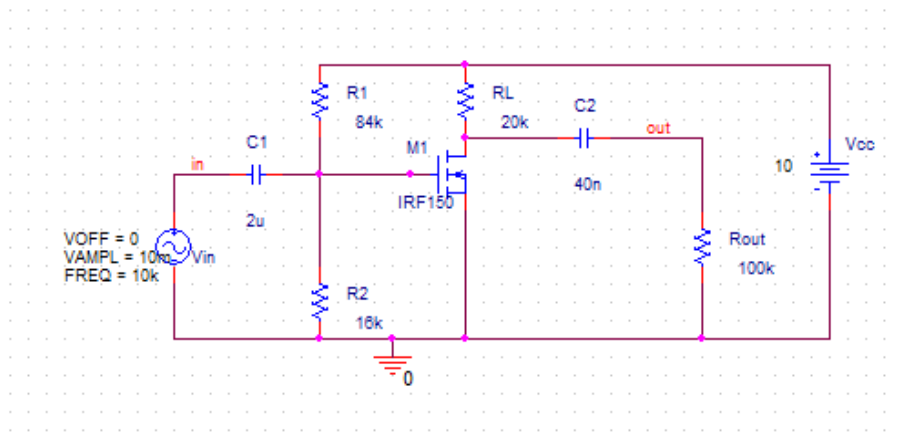 R1
84k
RL
20k
C2
40n
out
Vcc
10
C1
2u
in
M1
IRF150
VOFF = 0
VAMPL = 10m
FREQ = 10k
Vin
Rout
100k
R2
16k
0